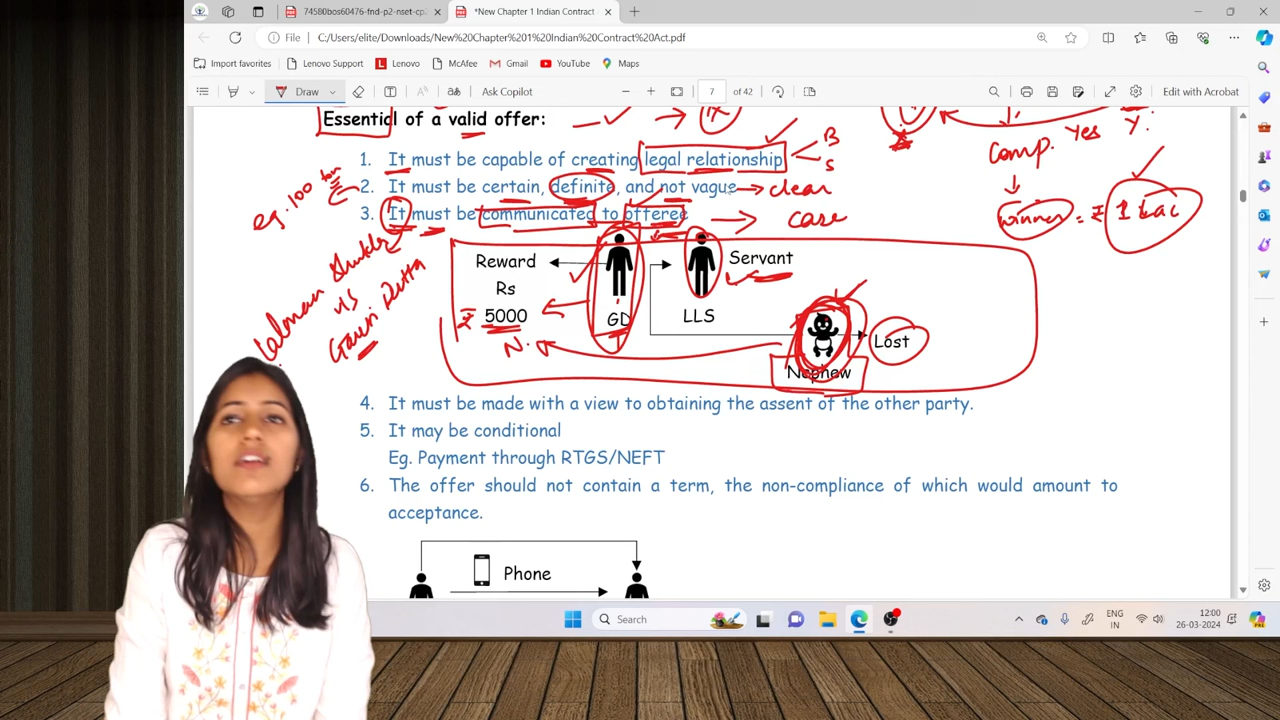 74580bos60476-fnd-p2-nset-cp
*New Chapter 1 Indian Contract
File
C:/Users/elite/Downloads/New%20Chapter%201%20Indian%20Contract%20Act.pdf
Import favorites Lenovo Support Lenovo McAfee Gmail YouTube Maps
Draw
Ask Copilot
7 of 42
Edit with Acrobat
Essential of a valid offer:
Yes
Y.
Comp.
winner = ₹ 1 Lac
1. It must be capable of creating legal relationship
B
S
2. It must be certain, definite, and not vague
clear
eg. 100 ton
3. It must be communicated to offeree
case
Lalman Shukla
vs
Gauri Dutta
Reward
Rs
₹ 5000
N.
GD
Servant
LLS
Lost
Nephew
4. It must be made with a view to obtaining the assent of the other party.
5. It may be conditional
Eg. Payment through RTGS/NEFT
6. The offer should not contain a term, the non-compliance of which would amount to
acceptance.
Phone
Search
ENG
IN
12:00
26-03-2024